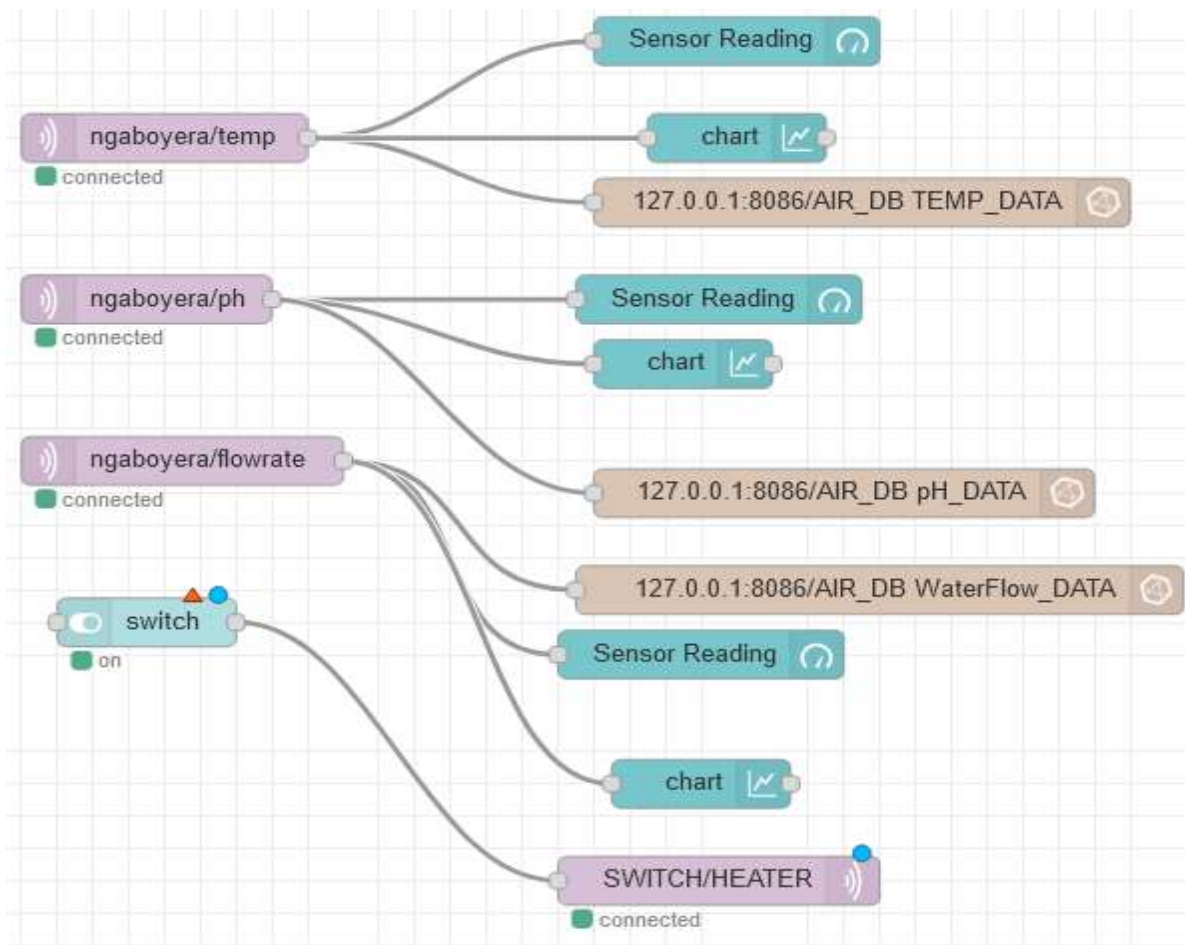 Sensor Reading
ngaboyera/temp
chart
connected
127.0.0.1:8086/AIR_DB TEMP_DATA
ngaboyera/ph
Sensor Reading
connected
chart
ngaboyera/flowrate
connected
127.0.0.1:8086/AIR_DB pH_DATA
127.0.0.1:8086/AIR_DB WaterFlow_DATA
switch
on
Sensor Reading
chart
SWITCH/HEATER
connected